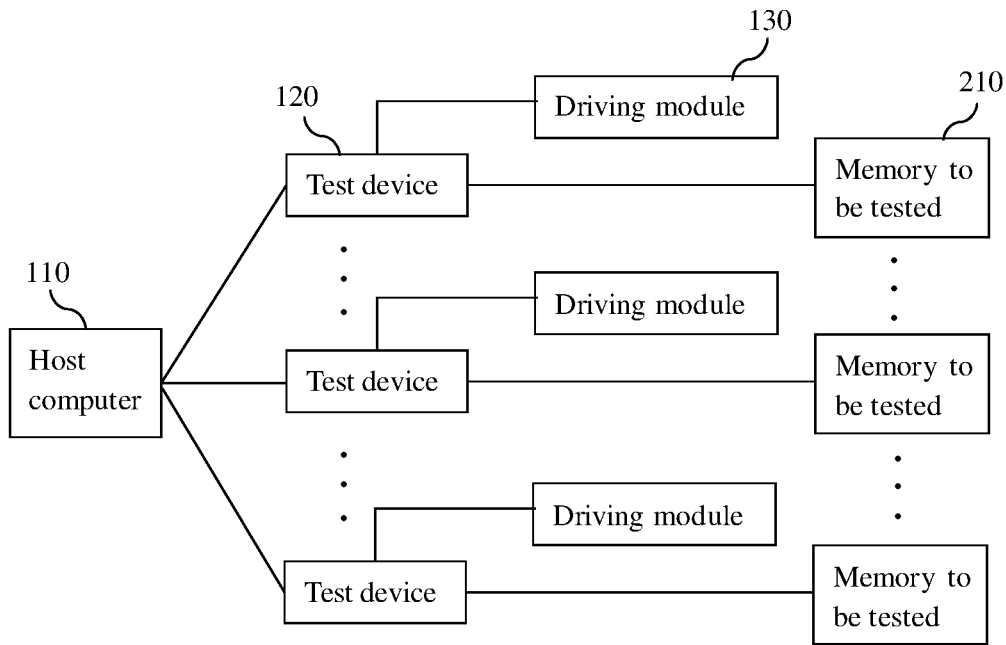 130
Driving module
120
210
Test device
Memory to
be tested
110
Driving module
Host
computer
Test device
Memory to
be tested
Driving module
Test device
Memory to
be tested